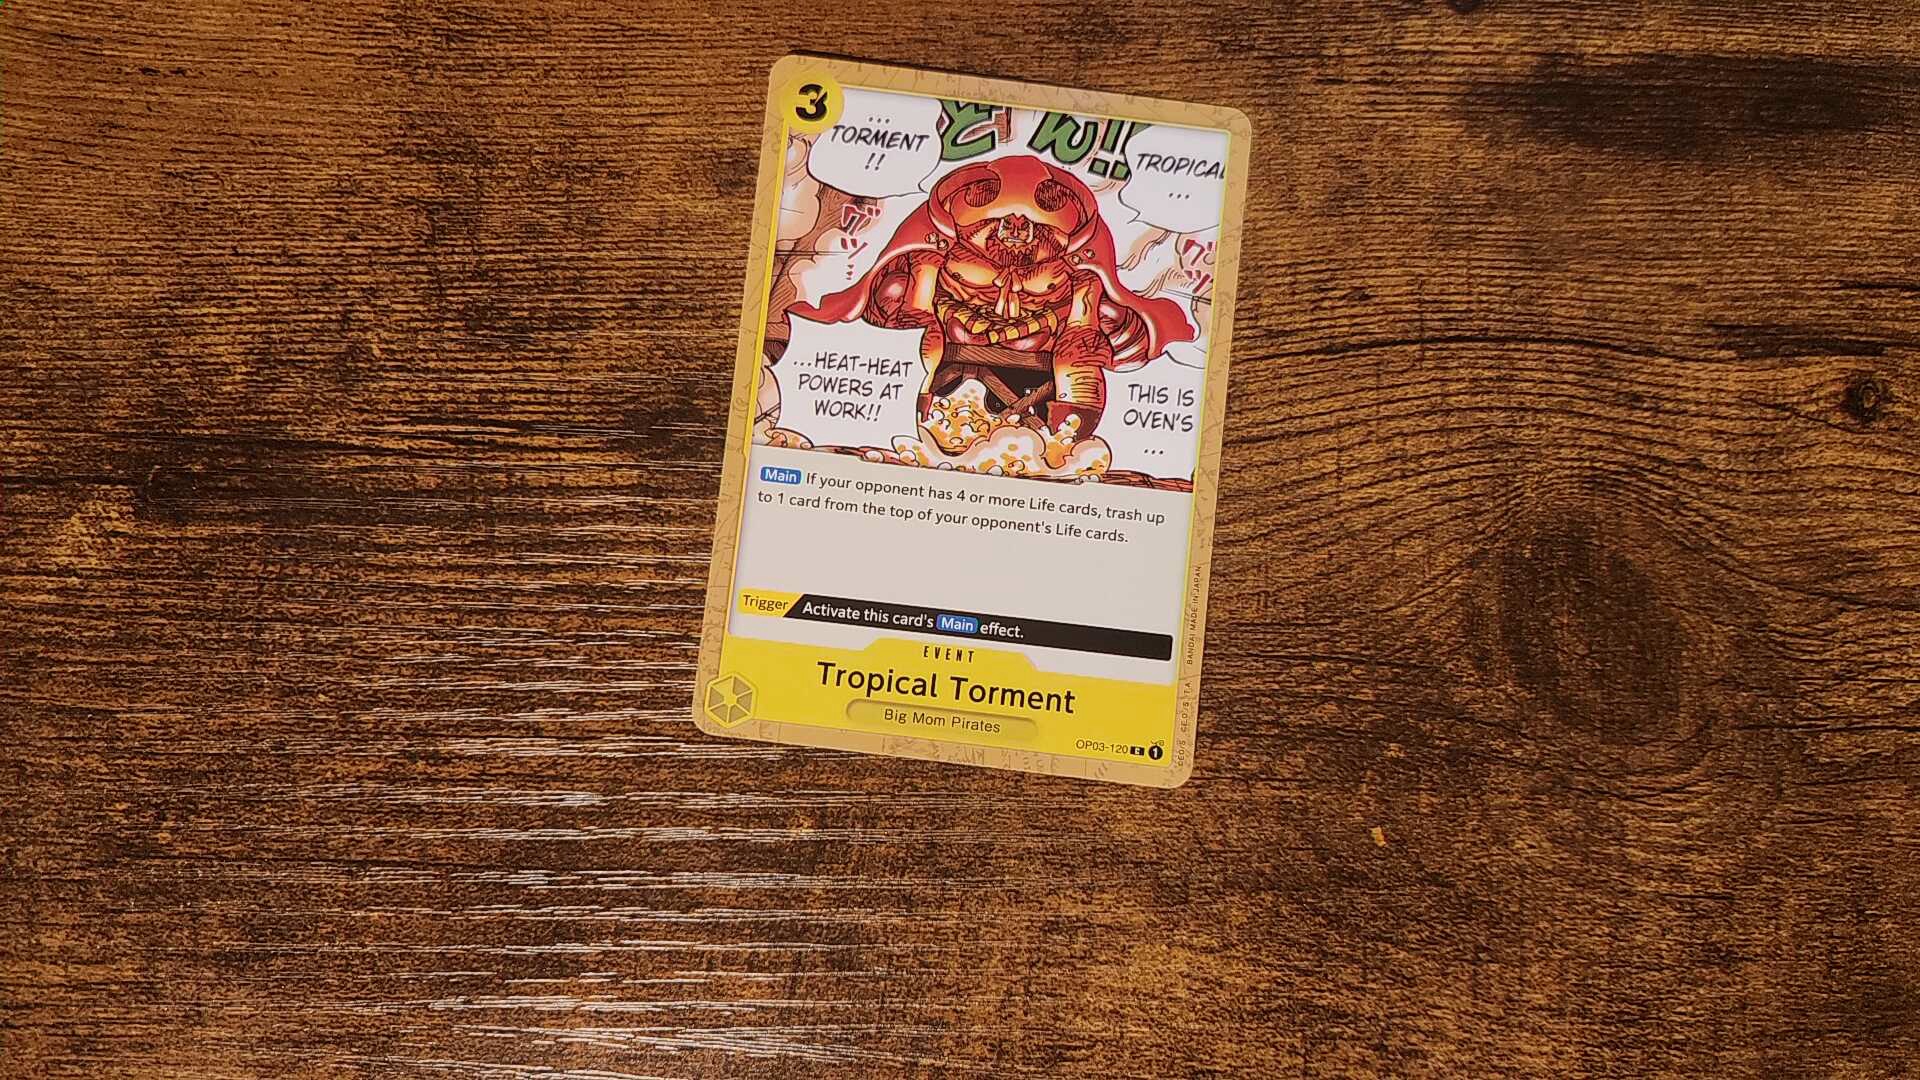 3
...
TORMENT
!!
TROPICAL
...
...HEAT-HEAT
POWERS AT
WORK!!
THIS IS
OVEN'S
...
Main If your opponent has 4 or more Life cards, trash up
to 1 card from the top of your opponent's Life cards.
Trigger Activate this card's Main effect.
EVENT
Tropical Torment
Big Mom Pirates
OP03-120 C 1
BANDAI MADE IN JAPAN